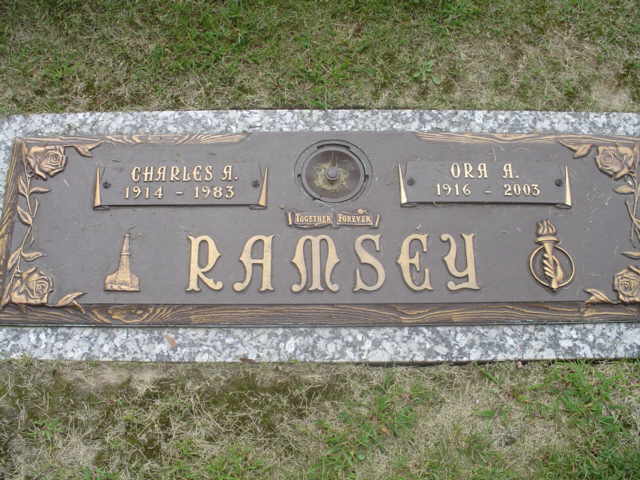 CHARLES A.
1914 - 1983
ORA A.
1916 - 2003
TOGETHER FOREVER
RAMSEY